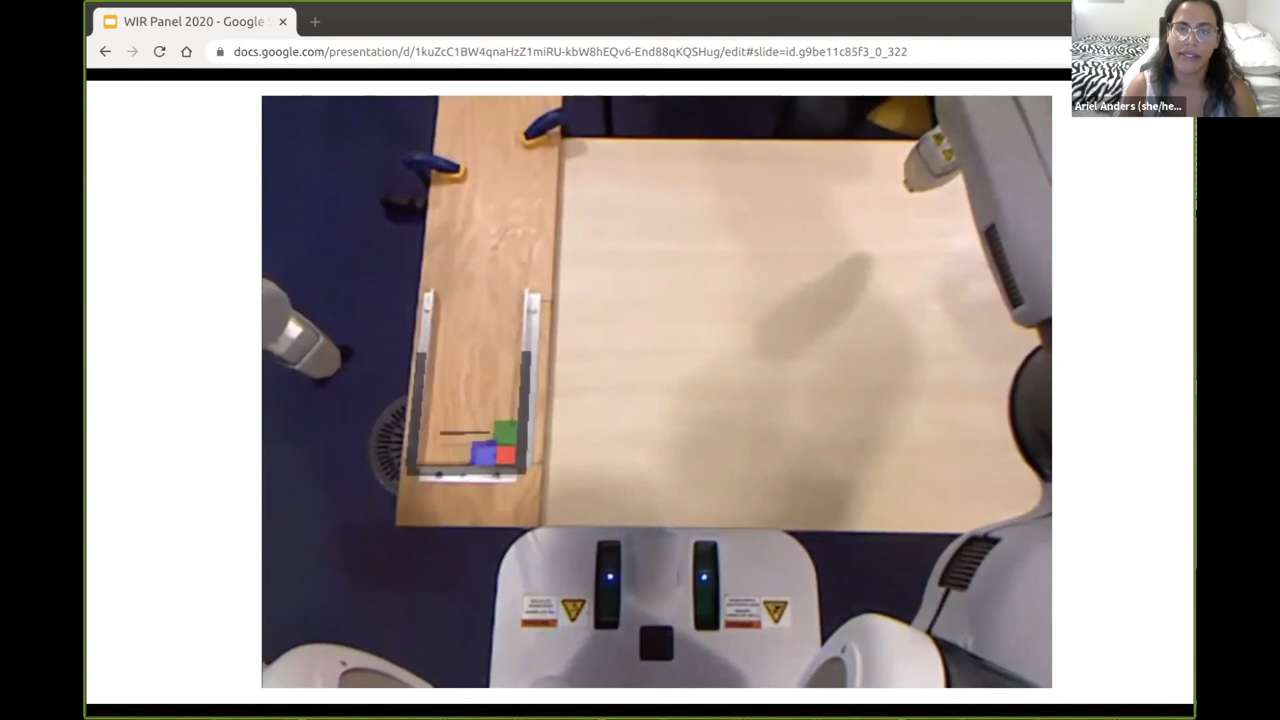 WIR Panel 2020 - Google S
docs.google.com/presentation/d/1kuZcC1BW4qnaHzZ1miRU-kbW8hEQv6-End88qKQSHug/edit#slide=id.g9be11c85f3_0_322
Ariel Anders (she/he...